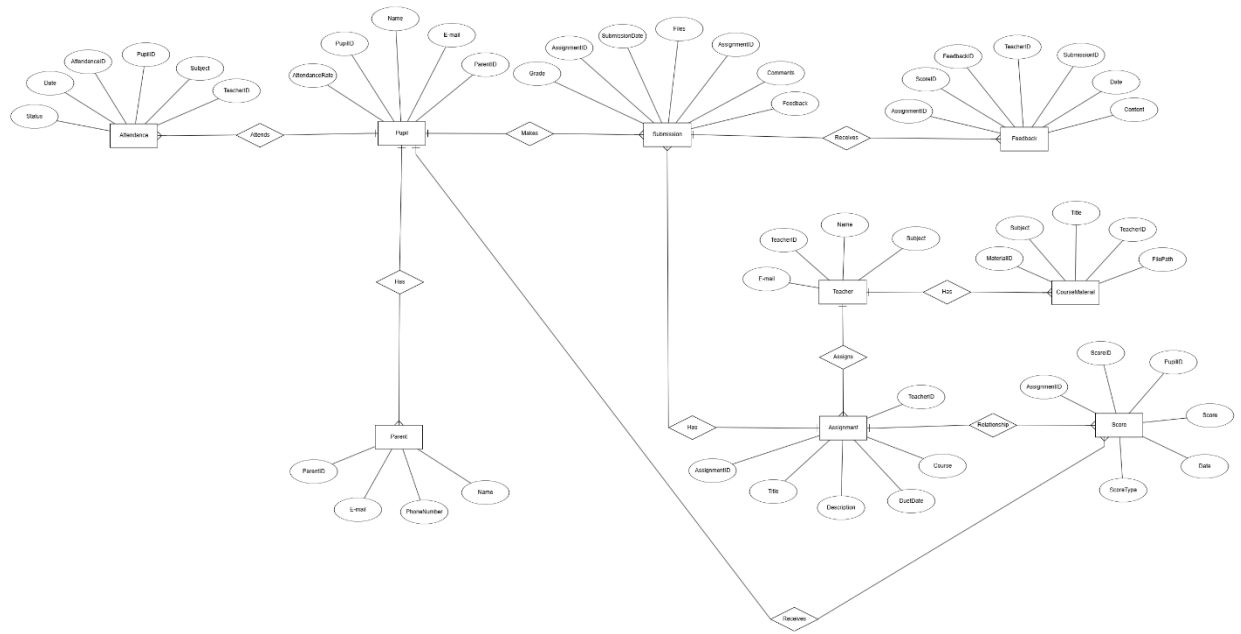 Name
E-mail
PupilID
ParentID
AttendanceRate
Pupil
PupilID
AttendanceID
Subject
Date
TeacherID
Status
Attendance
Attends
Makes
Files
SubmissionDate
AssignmentID
AssignmentID
Grade
Comments
Feedback
Submission
Receives
TeacherID
FeedbackID
SubmissionID
ScoreID
Date
AssignmentID
Content
Feedback
Has
Parent
ParentID
E-mail
PhoneNumber
Name
Name
TeacherID
Subject
E-mail
Teacher
Has
Title
Subject
TeacherID
MaterialID
FilePath
CourseMaterial
Assigns
TeacherID
Has
Assignment
Relationship
AssignmentID
Title
Description
DuetDate
Course
ScoreID
PupilID
AssignmentID
Score
Score
Date
ScoreType
Receives